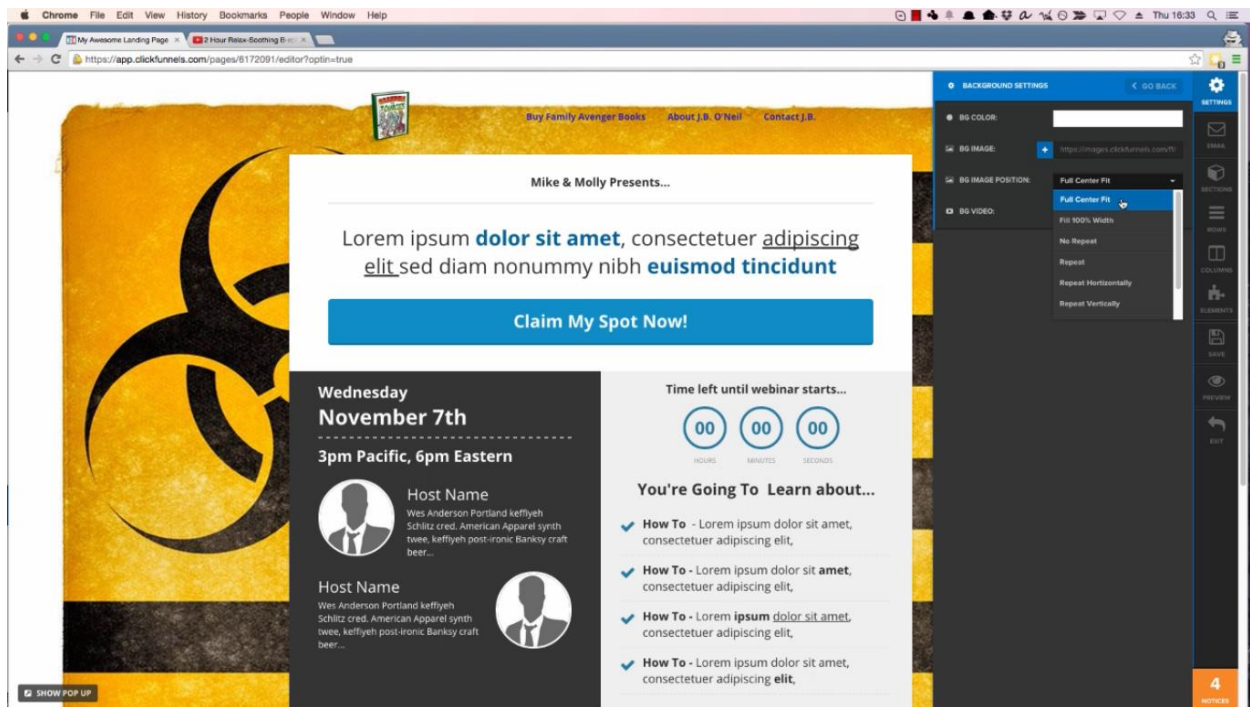 Chrome File Edit View History Bookmarks People Window Help
Thu 16:33
My Awesome Landing Page
2 Hour Relax-Soothing B
https://app.clickfunnels.com/pages/6172091/editor?optin=true
Buy Family Avenger Books About J.B. O'Neil Contact J.B.
Mike & Molly Presents...
Lorem ipsum dolor sit amet, consectetuer adipiscing
elit sed diam nonummy nibh euismod tincidunt
Claim My Spot Now!
Wednesday
November 7th
3pm Pacific, 6pm Eastern
Host Name
Wes Anderson Portland keffiyeh
Schlitz cred. American Apparel synth
twee, keffiyeh post-ironic Banksy craft
beer...
Host Name
Wes Anderson Portland keffiyeh
Schlitz cred. American Apparel synth
twee, keffiyeh post-ironic Banksy craft
beer...
Time left until webinar starts...
00 00 00
HOURS MINUTES SECONDS
You're Going To Learn about...
How To - Lorem ipsum dolor sit amet,
consectetuer adipiscing elit,
How To - Lorem ipsum dolor sit amet,
consectetuer adipiscing elit,
How To - Lorem ipsum dolor sit amet,
consectetuer adipiscing elit,
How To - Lorem ipsum dolor sit amet,
consectetuer adipiscing elit,
SHOW POP UP
BACKGROUND SETTINGS
GO BACK
BG COLOR:
BG IMAGE:
https://images.clickfunnels.com/f1/
BG IMAGE POSITION:
Full Center Fit
BG VIDEO:
Full Center Fit
Fill 100% Width
No Repeat
Repeat
Repeat Hortizontally
Repeat Vertically
SETTINGS
EMAIL
SECTIONS
ROWS
COLUMNS
ELEMENTS
SAVE
PREVIEW
EXIT
4
NOTICES